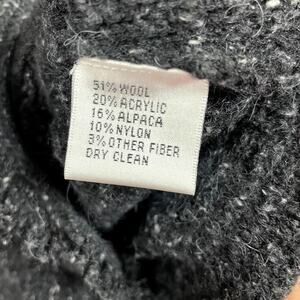 51% WOOL
20% ACRYLIC
16% ALPACA
10% NYLON
3% OTHER FIBER
DRY CLEAN